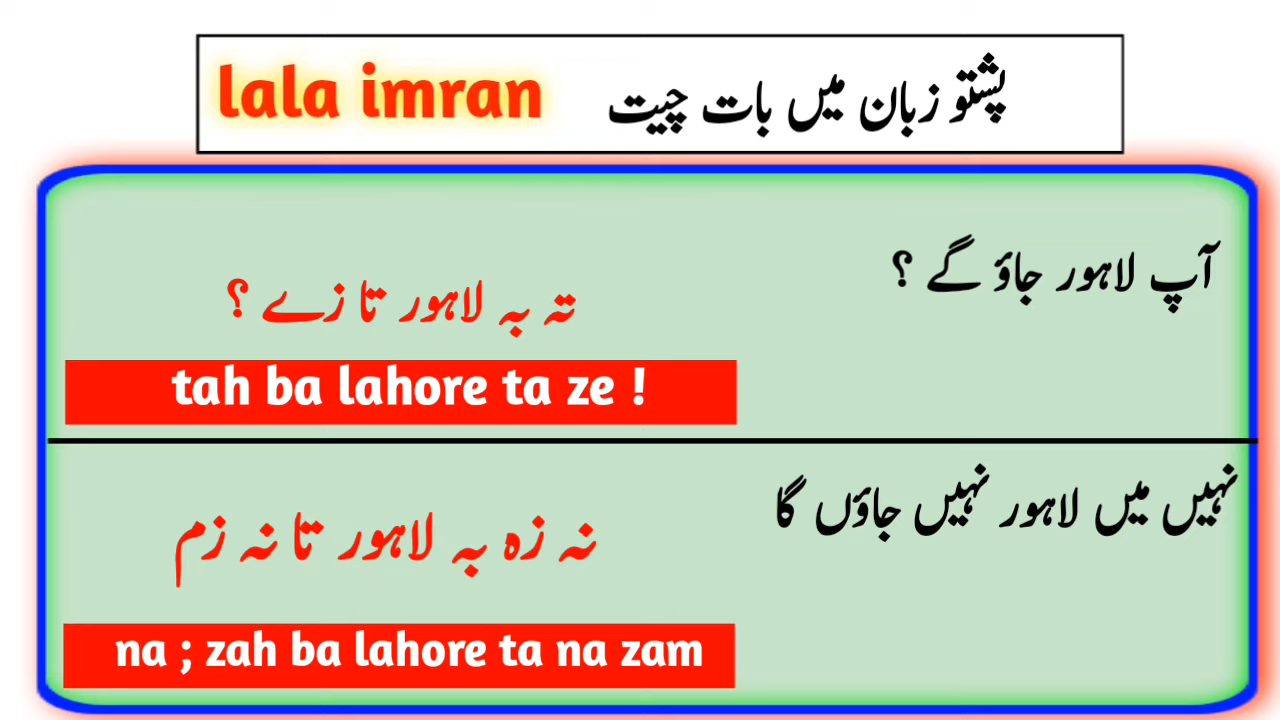 lala imran پشتو زبان میں بات چیت
آپ لاہور جاؤ گے ؟
تہ بہ لاہور تا زے ؟
tah ba lahore ta ze !
نہیں میں لاہور نہیں جاؤں گا
نہ زہ بہ لاہور تا نہ زم
na ; zah ba lahore ta na zam